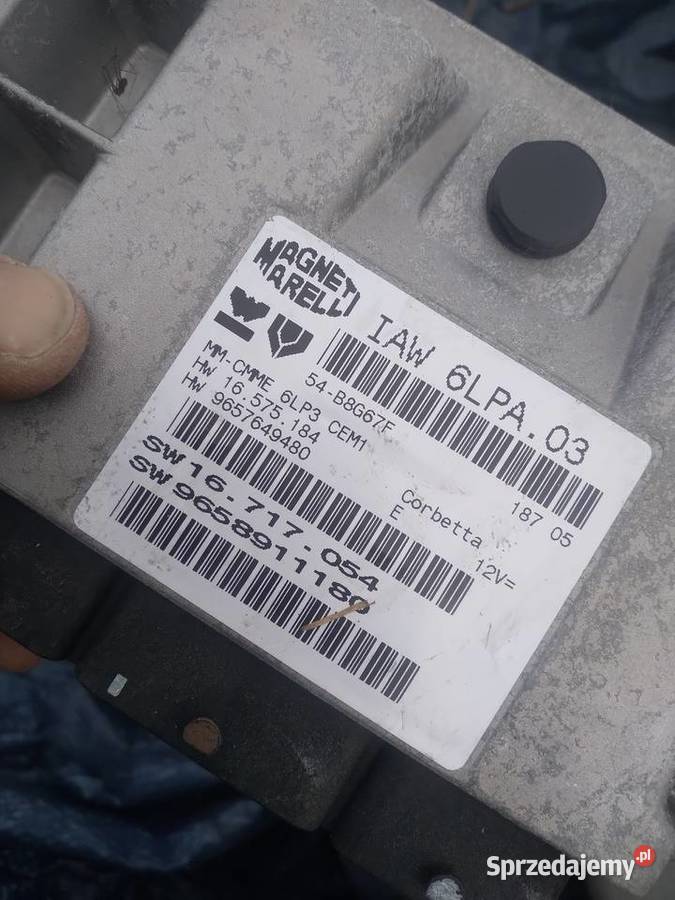 MAGNETI
MARELLI
IAW 6LPA.03
54-B8G67F
187 05
MM-CMME 6LP3 CEM1
HW 16.575.184
HW 9657649480
Corbetta
E
12V=
SW16.717.054
SW9658911180
Sprzedajemy.pl